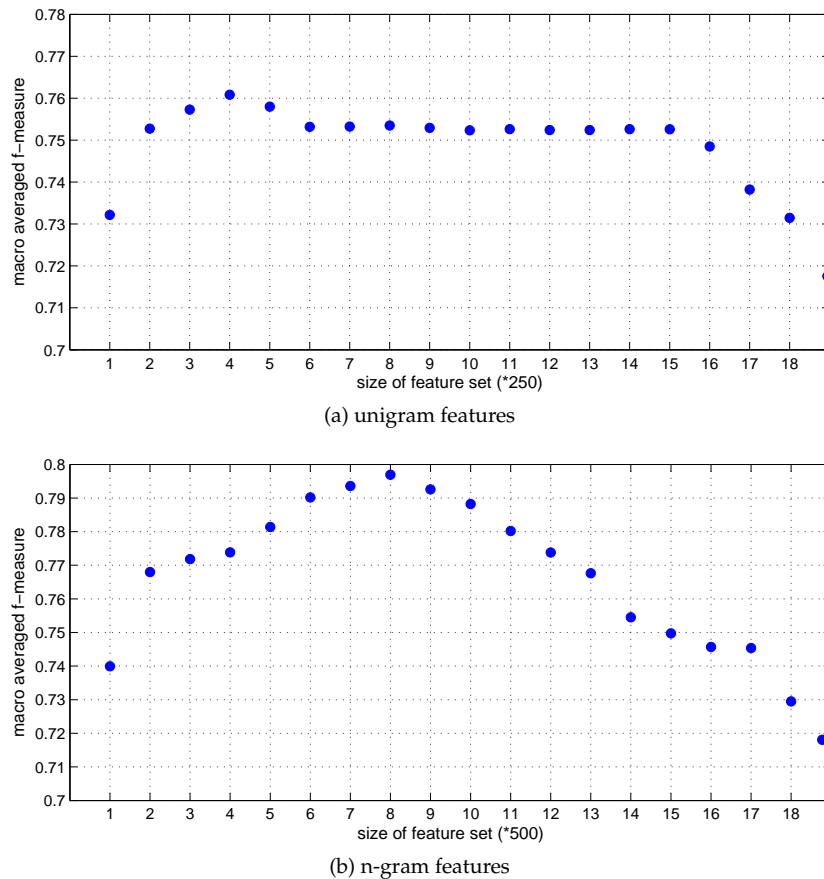 0.78
0.77
0.76
0.75
0.74
0.73
0.72
0.71
0.7
macro averaged f−measure
1 2 3 4 5 6 7 8 9 10 11 12 13 14 15 16 17 18
size of feature set (*250)
(a) unigram features
0.8
0.79
0.78
0.77
0.76
0.75
0.74
0.73
0.72
0.71
0.7
macro averaged f−measure
1 2 3 4 5 6 7 8 9 10 11 12 13 14 15 16 17 18
size of feature set (*500)
(b) n-gram features